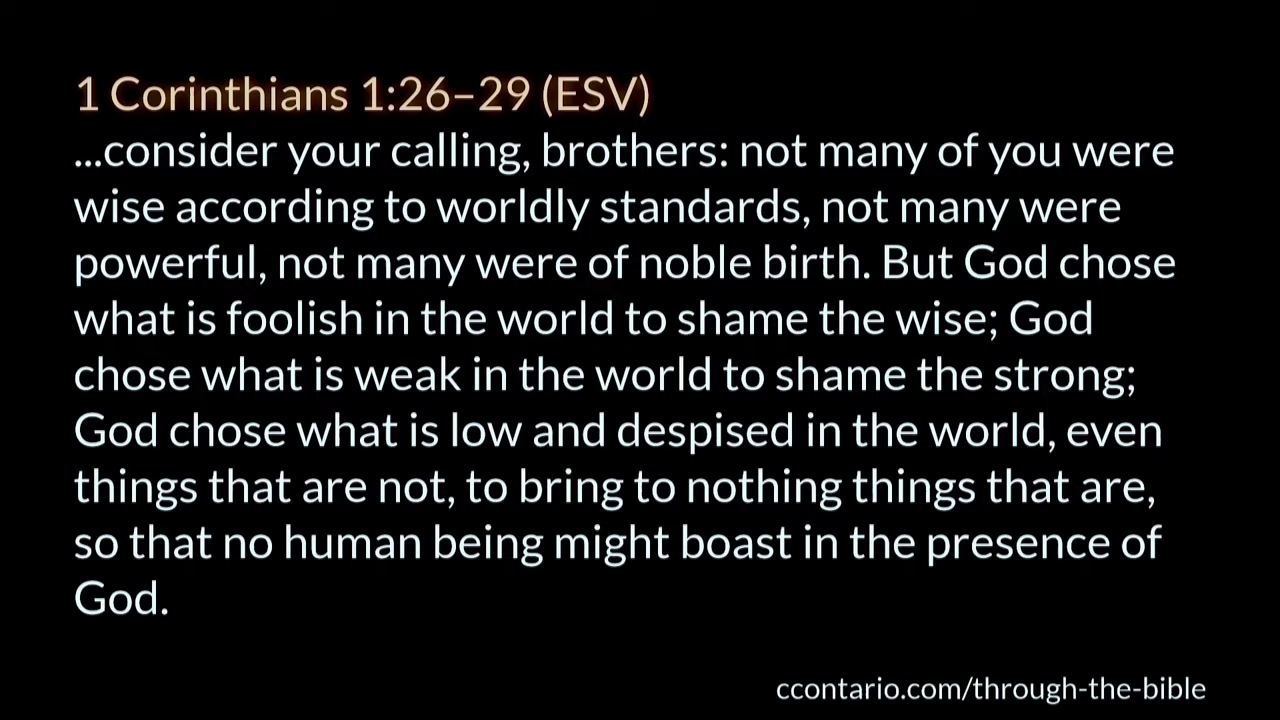 1 Corinthians 1:26–29 (ESV)
...consider your calling, brothers: not many of you were
wise according to worldly standards, not many were
powerful, not many were of noble birth. But God chose
what is foolish in the world to shame the wise; God
chose what is weak in the world to shame the strong;
God chose what is low and despised in the world, even
things that are not, to bring to nothing things that are,
so that no human being might boast in the presence of
God.
ccontario.com/through-the-bible